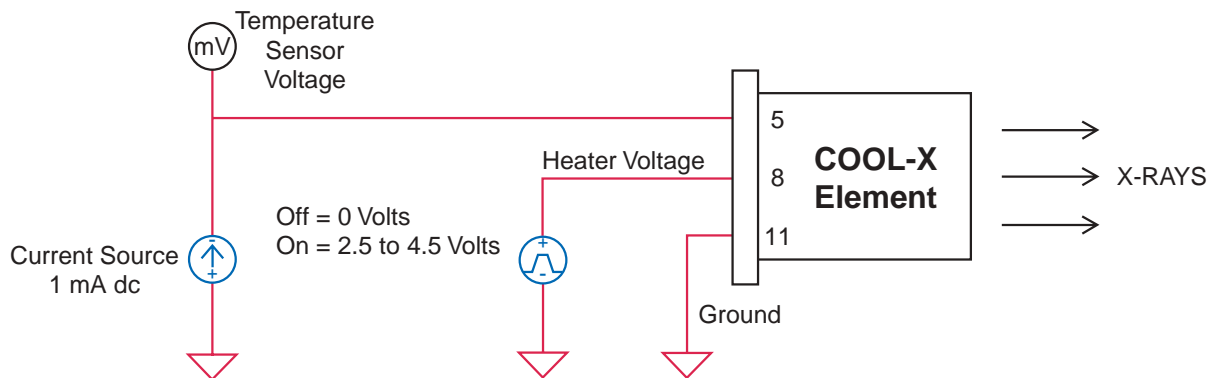 mV
Temperature
Sensor
Voltage
5
COOL-X
Element
8
11
X-RAYS
Heater Voltage
Off = 0 Volts
On = 2.5 to 4.5 Volts
-
+
Current Source
1 mA dc
+
-
Ground